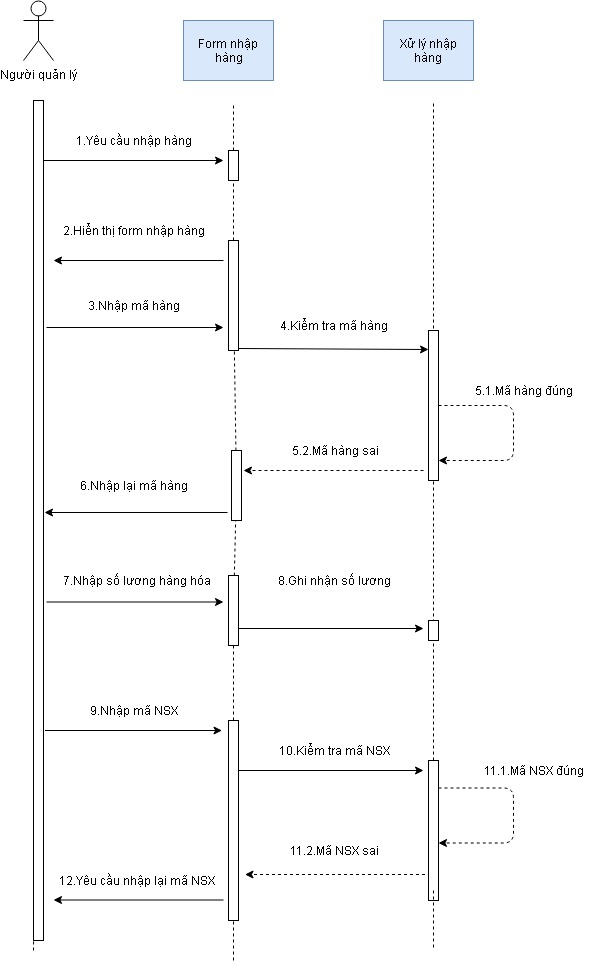 Form nhập
hàng
Xử lý nhập
hàng
Người quản lý
1.Yêu cầu nhập hàng
2.Hiển thị form nhập hàng
3.Nhập mã hàng
4.Kiểm tra mã hàng
5.1.Mã hàng đúng
5.2.Mã hàng sai
6.Nhập lại mã hàng
7.Nhập số lương hàng hóa
8.Ghi nhận số lương
9.Nhập mã NSX
10.Kiểm tra mã NSX
11.1.Mã NSX đúng
11.2.Mã NSX sai
12.Yêu cầu nhập lại mã NSX